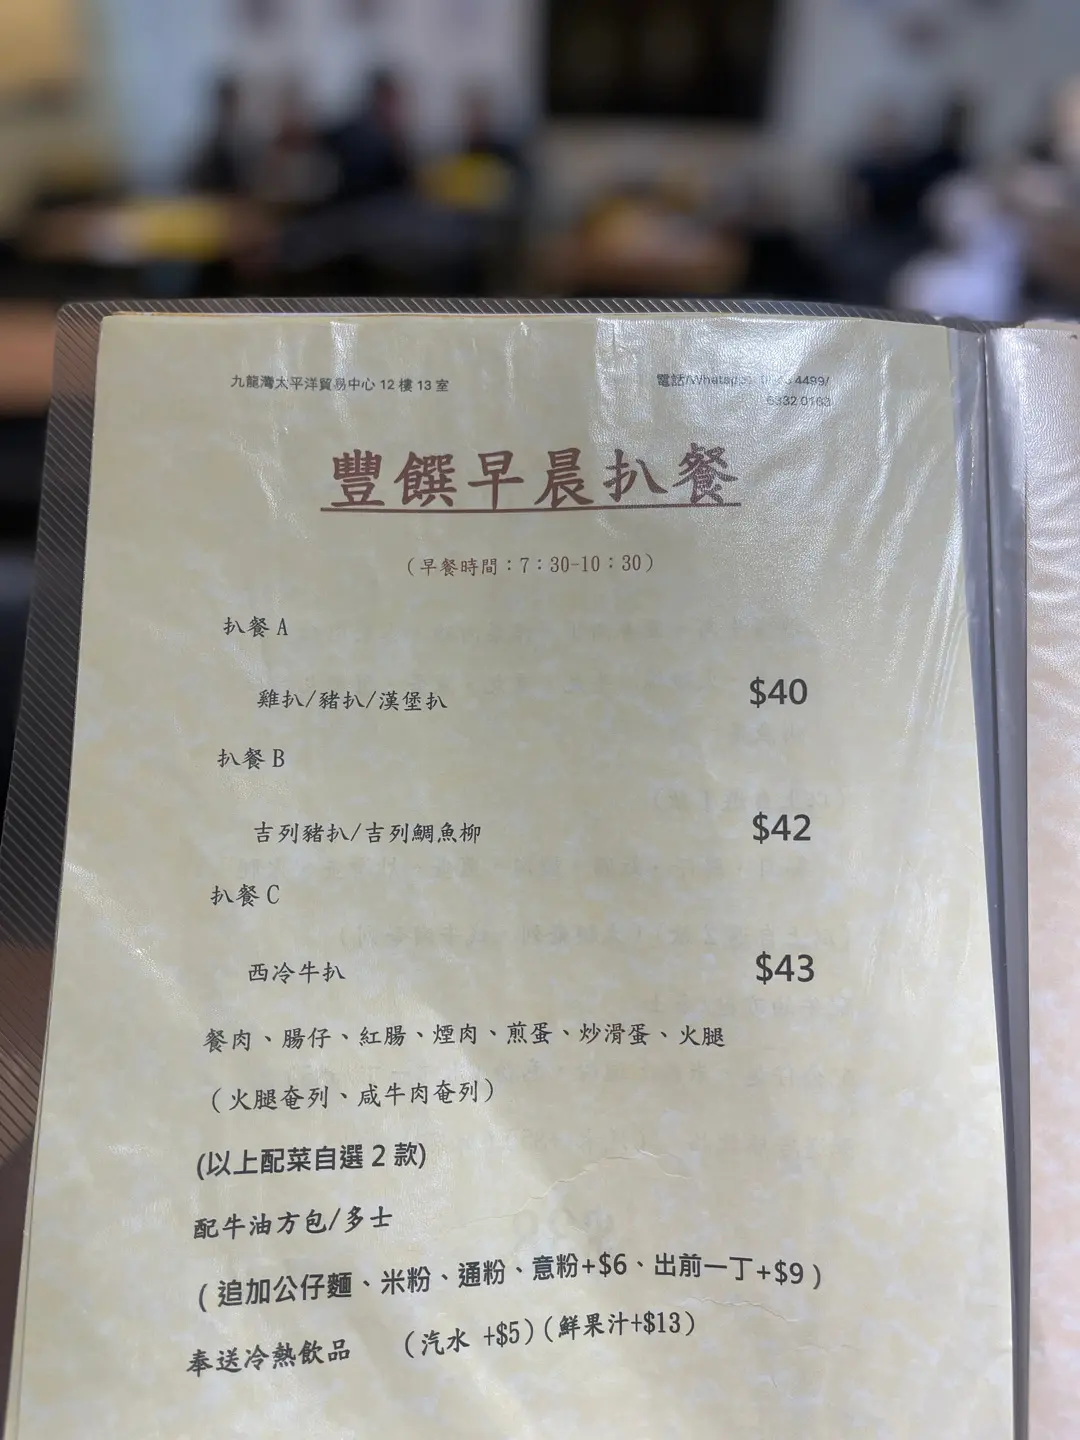 九龍灣太平洋貿易中心 12 樓 13 室
電話/Whatsapp: 4499/
6332 0163
豐饌早晨扒餐
（早餐時間：7：30-10：30）
扒餐 A
雞扒/豬扒/漢堡扒 $40
扒餐 B
吉列豬扒/吉列鯛魚柳 $42
扒餐 C
西冷牛扒 $43
餐肉、腸仔、紅腸、煙肉、煎蛋、炒滑蛋、火腿
（火腿奄列、咸牛肉奄列）
(以上配菜自選 2 款)
配牛油方包/多士
（追加公仔麵、米粉、通粉、意粉+$6、出前一丁+$9）
奉送冷熱飲品 （汽水 +$5）（鮮果汁+$13）